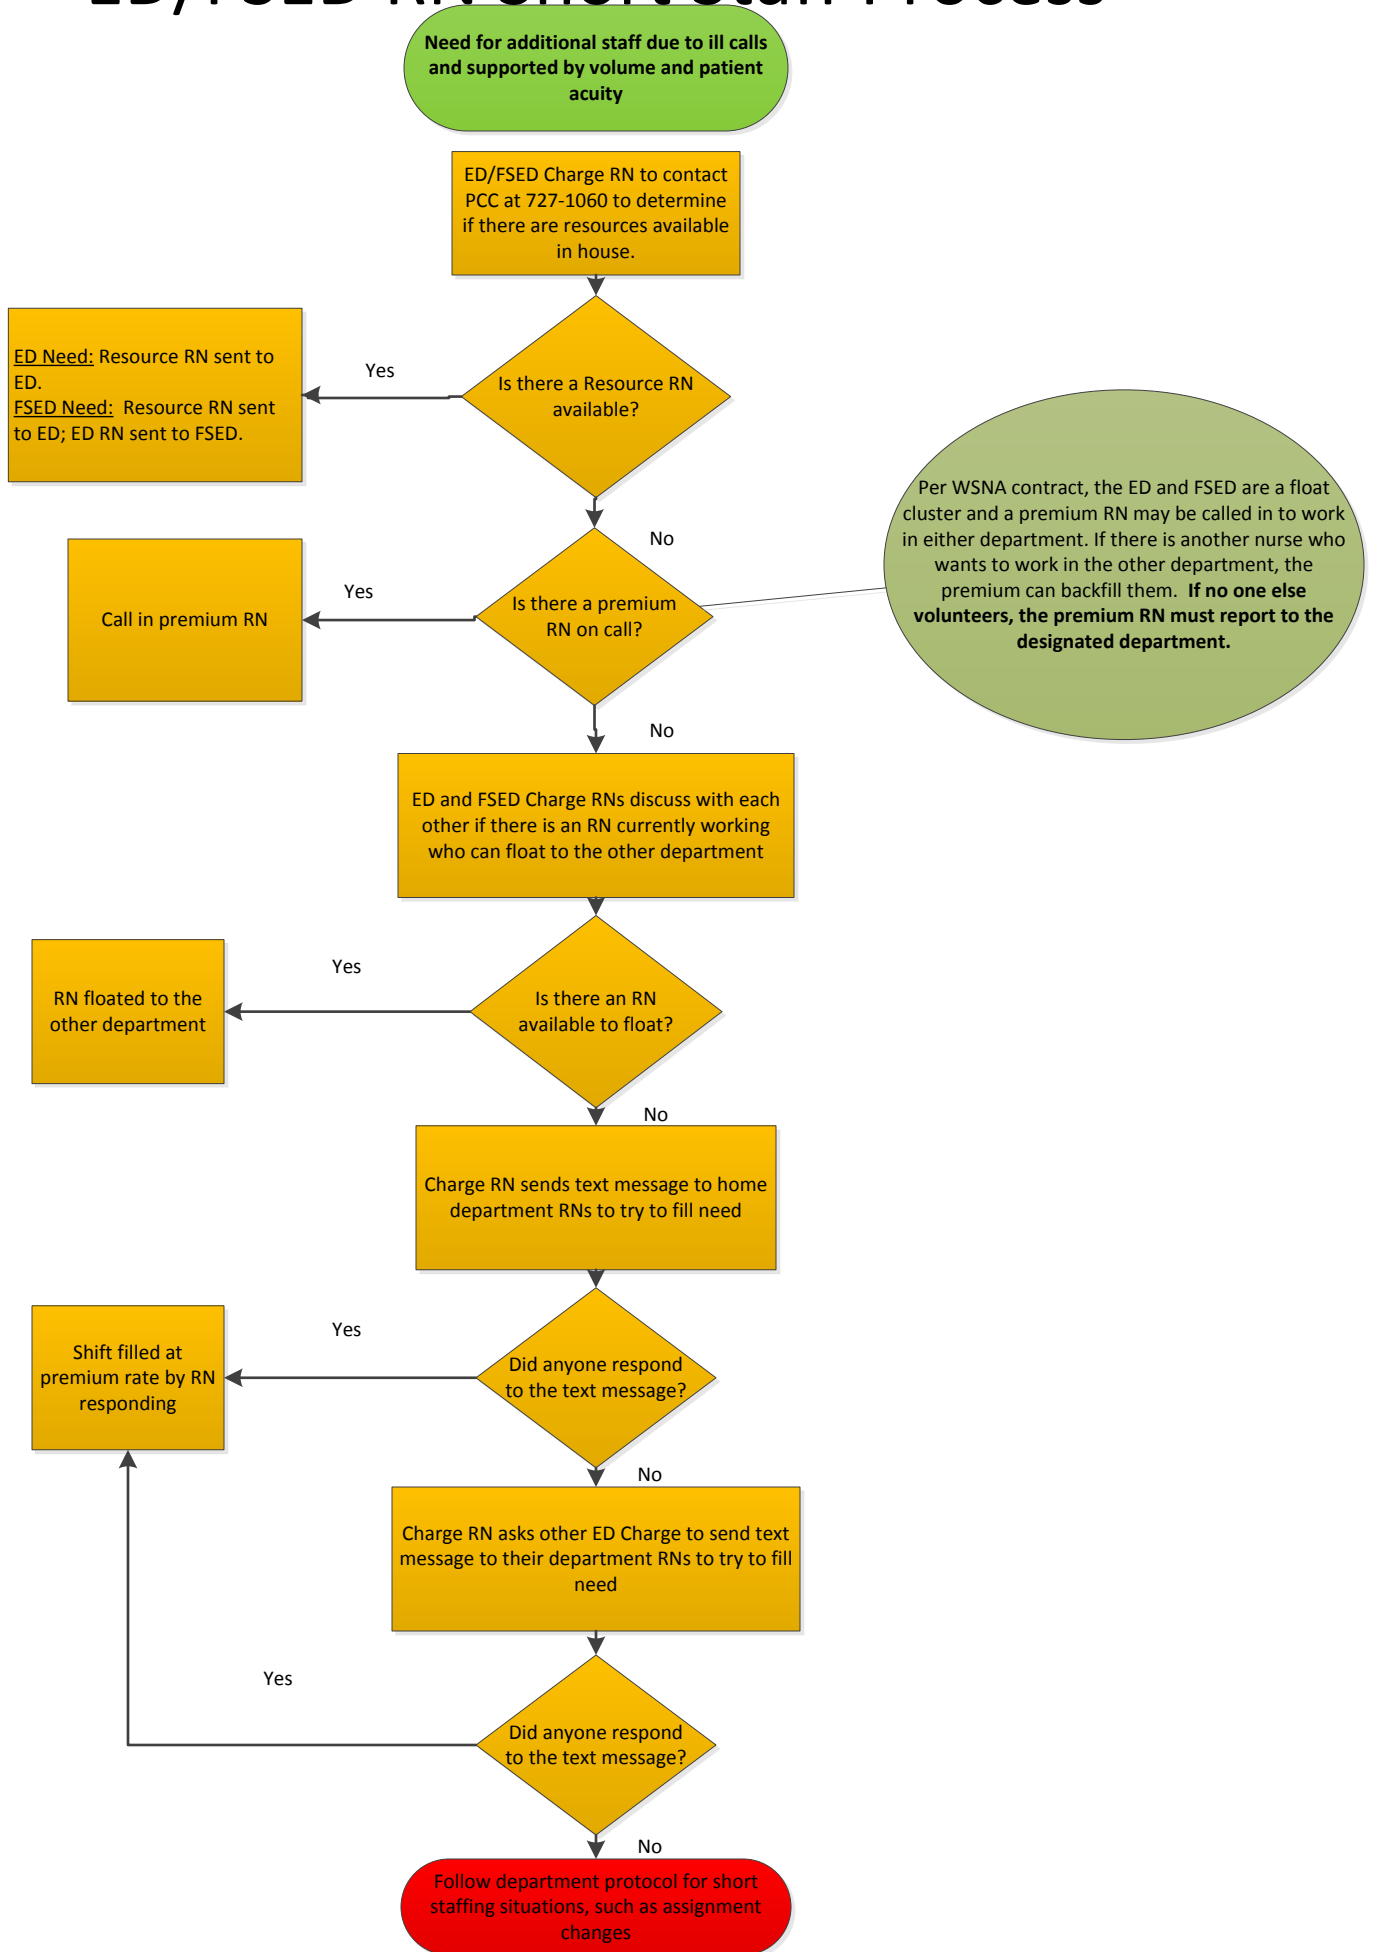 ED/FSED RN Short Staff Process
Need for additional staff due to ill calls
and supported by volume and patient
acuity
ED/FSED Charge RN to contact
PCC at 727-1060 to determine
if there are resources available
in house.
ED Need: Resource RN sent to
ED.
FSED Need: Resource RN sent
to ED; ED RN sent to FSED.
Yes
Is there a Resource RN
available?
No
Per WSNA contract, the ED and FSED are a float
cluster and a premium RN may be called in to work
in either department. If there is another nurse who
wants to work in the other department, the
premium can backfill them. If no one else
volunteers, the premium RN must report to the
designated department.
Call in premium RN
Yes
Is there a premium
RN on call?
No
ED and FSED Charge RNs discuss with each
other if there is an RN currently working
who can float to the other department
RN floated to the
other department
Yes
Is there an RN
available to float?
No
Charge RN sends text message to home
department RNs to try to fill need
Shift filled at
premium rate by RN
responding
Yes
Did anyone respond
to the text message?
No
Charge RN asks other ED Charge to send text
message to their department RNs to try to fill
need
Yes
Did anyone respond
to the text message?
No
Follow department protocol for short
staffing situations, such as assignment
changes